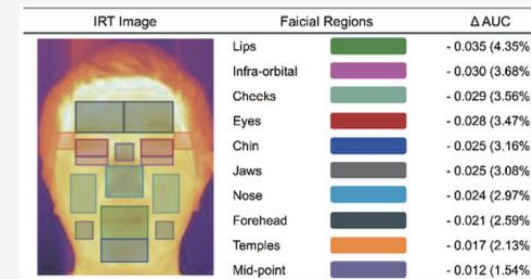 IRT Image Faicial Regions Δ AUC
Lips - 0.035 (4.35%
Infra-orbital - 0.030 (3.68%
Cheeks - 0.029 (3.56%
Eyes - 0.028 (3.47%
Chin - 0.025 (3.16%
Jaws - 0.025 (3.08%
Nose - 0.024 (2.97%
Forehead - 0.021 (2.59%
Temples - 0.017 (2.13%
Mid-point - 0.012 (1.54%